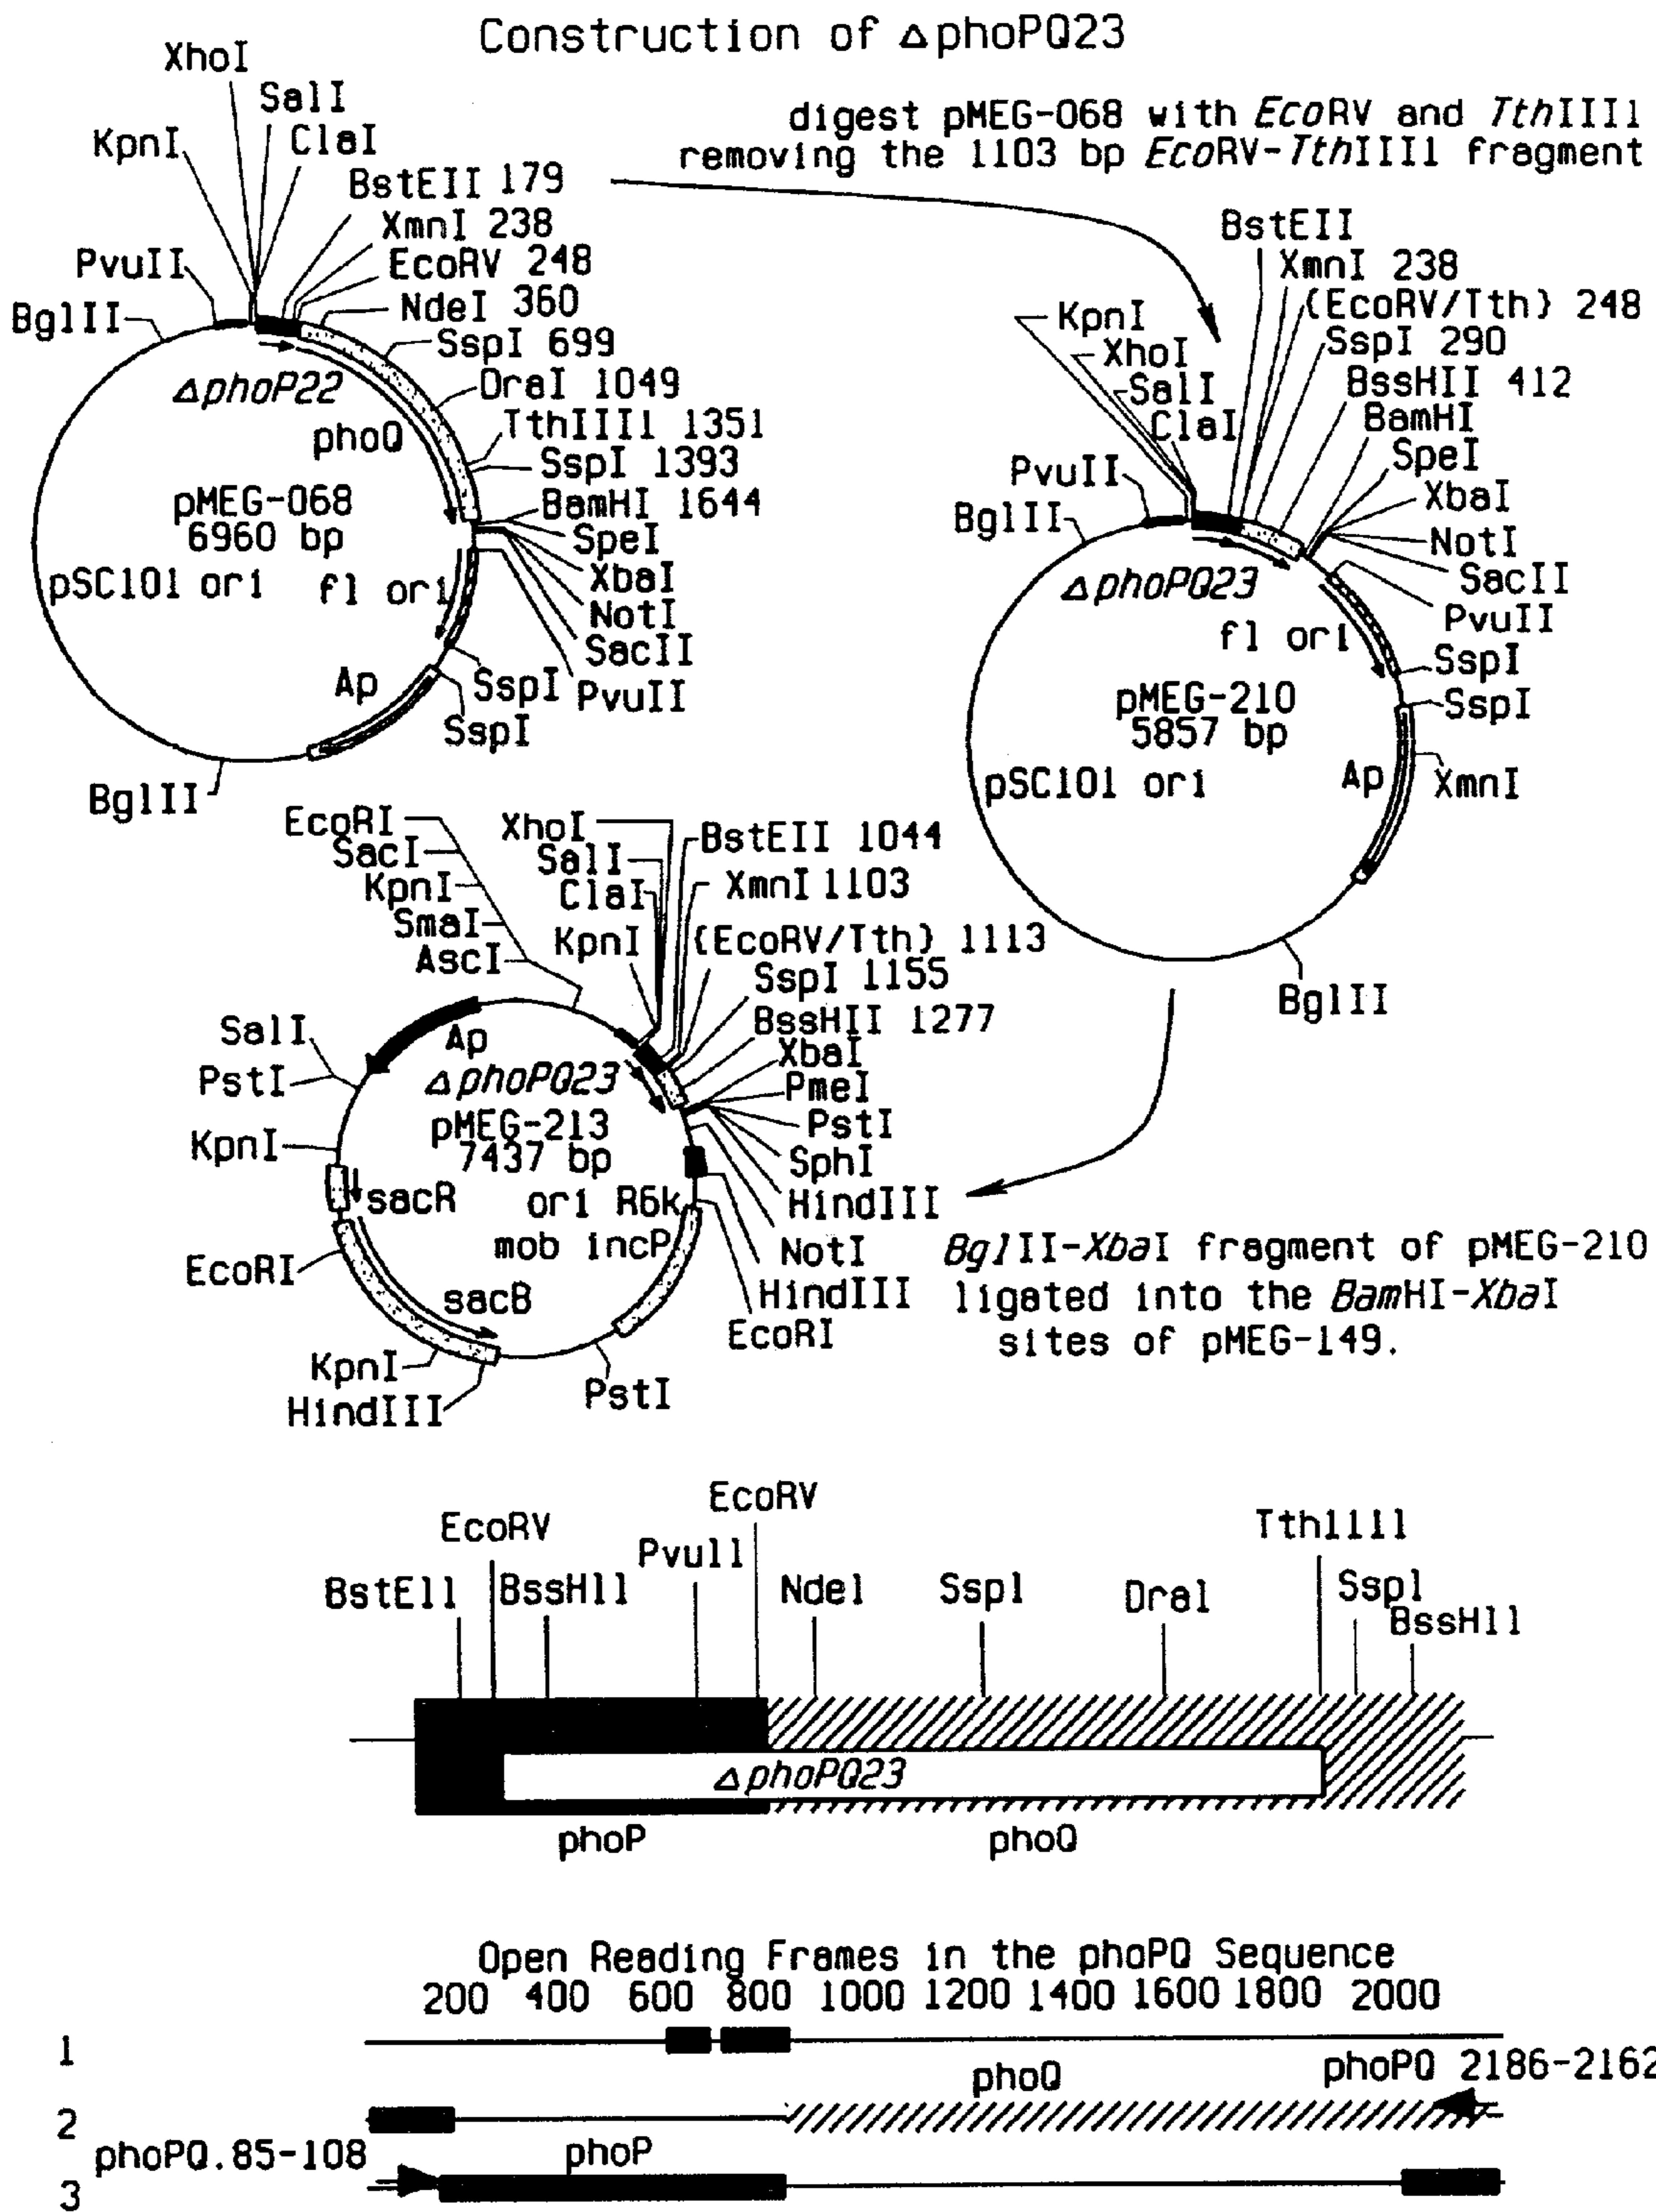 Construction of ΔphoPQ23
digest pMEG-068 with EcoRV and TthIII1
removing the 1103 bp EcoRV-TthIII1 fragment
XhoI
SalI
KpnI
ClaI
BstEII 179
XmnI 238
PvuII
EcoRV 248
BglII
NdeI 360
SspI 699
ΔphoP22
DraI 1049
phoQ
TthIII1 1351
SspI 1393
pMEG-068
6960 bp
BamHI 1644
SpeI
pSC101 ori
f1 ori
XbaI
NotI
SacII
Ap
SspI
PvuII
SspI
BglII
BstEII
XmnI 238
(EcoRV/Tth) 248
KpnI
SspI 290
XhoI
BssHII 412
SalI
BamHI
ClaI
SpeI
PvuII
XbaI
BglII
NotI
SacII
ΔphoPQ23
PvuII
f1 ori
SspI
pMEG-210
5857 bp
SspI
pSC101 ori
Ap
XmnI
BglII
EcoRI
SacI
KpnI
SmaI
AscI
XhoI
SalI
ClaI
KpnI
BstEII 1044
XmnI 1103
(EcoRV/Tth) 1113
SspI 1155
BssHII 1277
XbaI
SalI
Ap
PstI
ΔphoPQ23
PmeI
pMEG-213
7437 bp
PstI
KpnI
SphI
sacR
ori R6k
HindIII
mob incP
NotI
EcoRI
HindIII
sacB
EcoRI
KpnI
HindIII
PstI
BglII-XbaI fragment of pMEG-210
ligated into the BamHI-XbaI
sites of pMEG-149.
EcoRV
EcoRV
Tth1111
Pvu11
BstE11
BssH11
Nde1
Ssp1
Dra1
Ssp1
BssH11
ΔphoPQ23
phoP
phoQ
Open Reading Frames in the phoPQ Sequence
200 400 600 800 1000 1200 1400 1600 1800 2000
1
phoQ
phoPQ 2186-2162
2
phoPQ.85-108
phoP
3